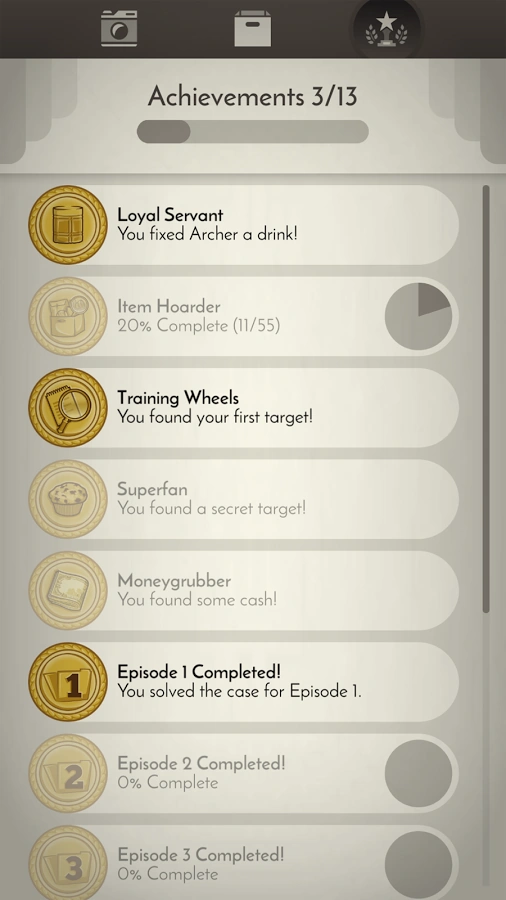 Achievements 3/13
Loyal Servant
You fixed Archer a drink!
Item Hoarder
20% Complete (11/55)
Training Wheels
You found your first target!
Superfan
You found a secret target!
Moneygrubber
You found some cash!
1
Episode 1 Completed!
You solved the case for Episode 1.
2
Episode 2 Completed!
0% Complete
3
Episode 3 Completed!
0% Complete